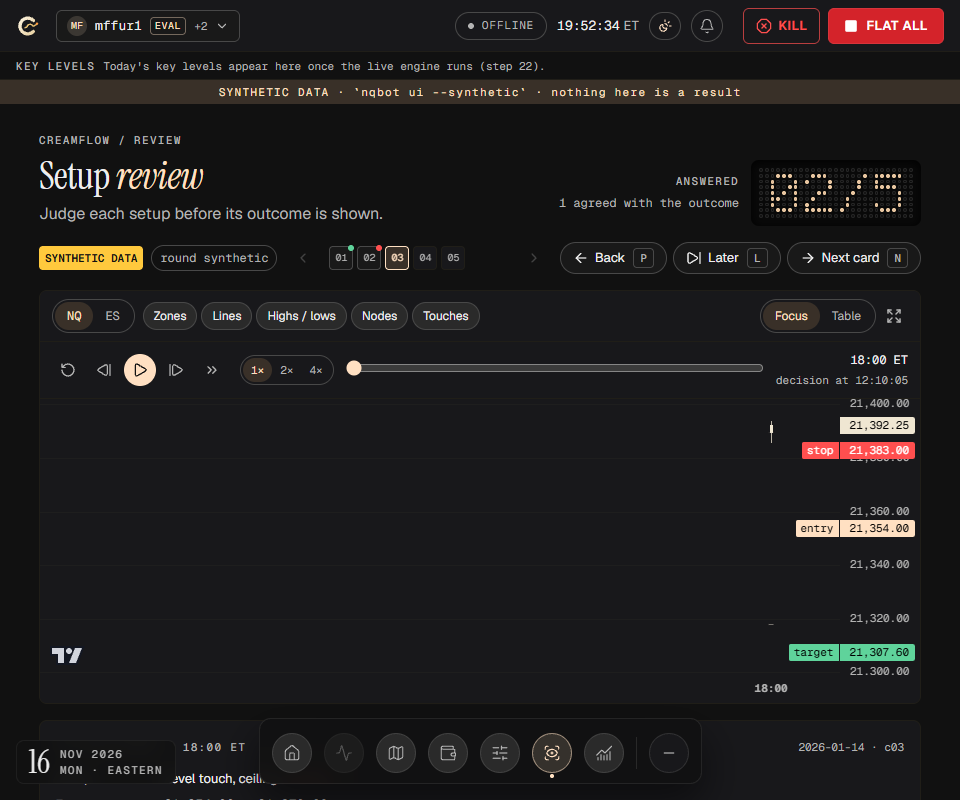 MF mffur1 EVAL +2
OFFLINE
19:52:34 ET
KILL
FLAT ALL
KEY LEVELS Today's key levels appear here once the live engine runs (step 22).
SYNTHETIC DATA · `nqbot ui --synthetic` · nothing here is a result
CREAMFLOW / REVIEW
Setup review
Judge each setup before its outcome is shown.
ANSWERED
1 agreed with the outcome
02/5
SYNTHETIC DATA
round synthetic
01 02 03 04 05
Back P
Later L
Next card N
NQ ES
Zones
Lines
Highs / lows
Nodes
Touches
Focus Table
1× 2× 4×
18:00 ET
decision at 12:10:05
21,400.00
21,392.25
stop 21,383.00
21,360.00
entry 21,354.00
21,340.00
21,320.00
target 21,307.60
21,300.00
18:00
18:00 ET
2026-01-14 · c03
16 NOV 2026
MON · EASTERN
evel touch,